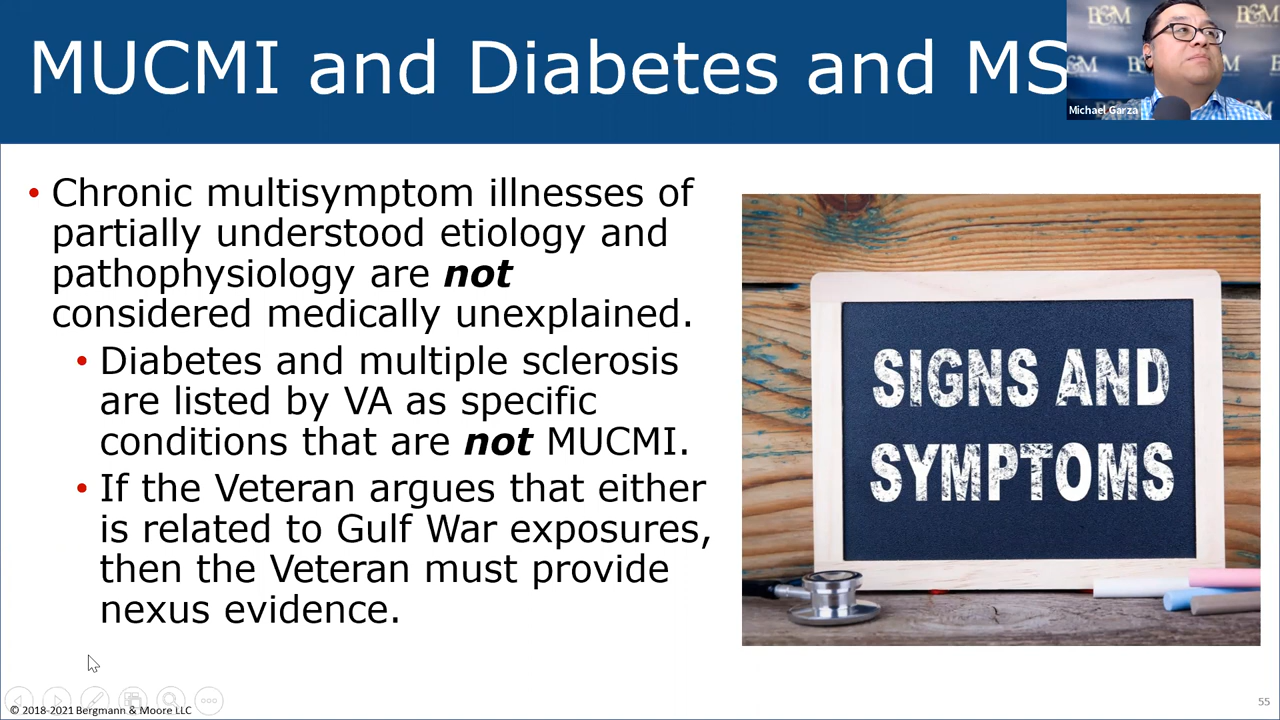 MUCMI and Diabetes and MS
B&M
B&M
&M
B
B&M
Michael Garza
• Chronic multisymptom illnesses of
partially understood etiology and
pathophysiology are not
considered medically unexplained.
• Diabetes and multiple sclerosis
are listed by VA as specific
conditions that are not MUCMI.
• If the Veteran argues that either
is related to Gulf War exposures,
then the Veteran must provide
nexus evidence.
SIGNS AND
SYMPTOMS
© 2018-2021 Bergmann & Moore LLC
55